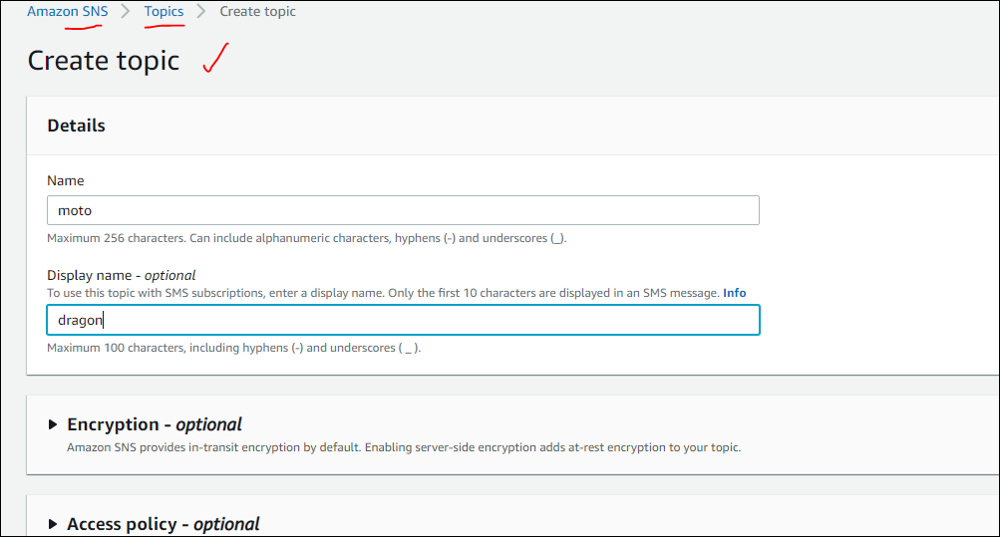 Amazon SNS > Topics > Create topic
Create topic
Details
Name
moto
Maximum 256 characters. Can include alphanumeric characters, hyphens (-) and underscores (_).
Display name - optional
To use this topic with SMS subscriptions, enter a display name. Only the first 10 characters are displayed in an SMS message. Info
dragon
Maximum 100 characters, including hyphens (-) and underscores ( _ ).
Encryption - optional
Amazon SNS provides in-transit encryption by default. Enabling server-side encryption adds at-rest encryption to your topic.
Access policy - optional